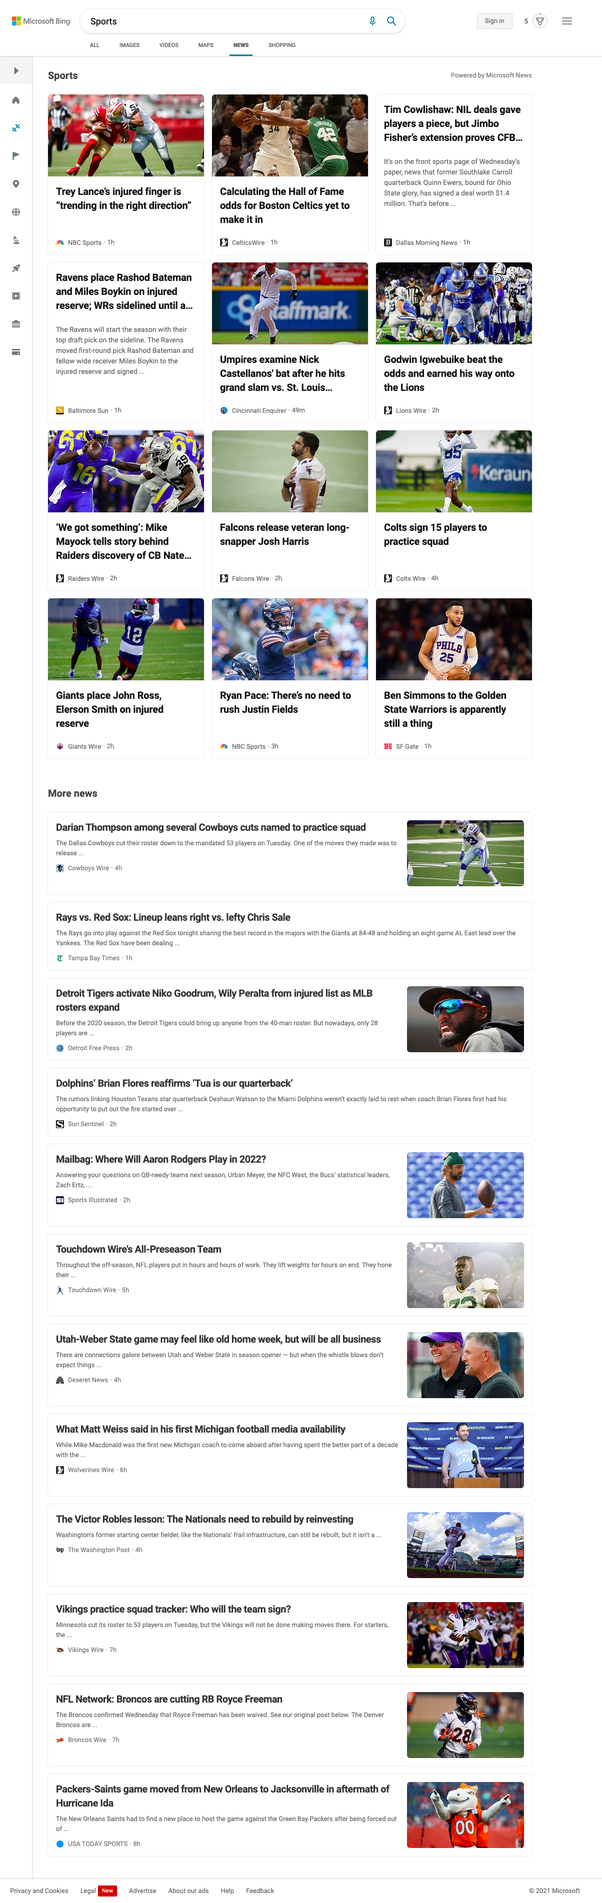 Microsoft Bing
Sports
Sign in
5
ALL IMAGES VIDEOS MAPS NEWS SHOPPING
Sports
Powered by Microsoft News
Trey Lance's injured finger is
"trending in the right direction"
NBC Sports · 1h
Calculating the Hall of Fame
odds for Boston Celtics yet to
make it in
CelticsWire · 1h
Tim Cowlishaw: NIL deals gave
players a piece, but Jimbo
Fisher's extension proves CFB...
It's on the front sports page of Wednesday's
paper, news that former Southlake Carroll
quarterback Quinn Ewers, bound for Ohio
State glory, has signed a deal worth $1.4
million. That's before ...
Dallas Morning News · 1h
Ravens place Rashod Bateman
and Miles Boykin on injured
reserve; WRs sidelined until a...
The Ravens will start the season with their
top draft pick on the sideline. The Ravens
moved first-round pick Rashod Bateman and
fellow wide receiver Miles Boykin to the
injured reserve and signed ...
Baltimore Sun · 1h
Umpires examine Nick
Castellanos' bat after he hits
grand slam vs. St. Louis...
Cincinnati Enquirer · 49m
Godwin Igwebuike beat the
odds and earned his way onto
the Lions
Lions Wire · 2h
'We got something': Mike
Mayock tells story behind
Raiders discovery of CB Nate...
Raiders Wire · 2h
Falcons release veteran long-
snapper Josh Harris
Falcons Wire · 2h
Colts sign 15 players to
practice squad
Colts Wire · 4h
Giants place John Ross,
Elerson Smith on injured
reserve
Giants Wire · 2h
Ryan Pace: There's no need to
rush Justin Fields
NBC Sports · 3h
PHILA
25
Ben Simmons to the Golden
State Warriors is apparently
still a thing
SF Gate · 1h
More news
Darian Thompson among several Cowboys cuts named to practice squad
The Dallas Cowboys cut their roster down to the mandated 53 players on Tuesday. One of the moves they made was to
release ...
Cowboys Wire · 4h
Rays vs. Red Sox: Lineup leans right vs. lefty Chris Sale
The Rays go into play against the Red Sox tonight sharing the best record in the majors with the Giants at 84-48 and holding an eight-game AL East lead over the
Yankees. The Red Sox have been dealing ...
Tampa Bay Times · 1h
Detroit Tigers activate Niko Goodrum, Wily Peralta from injured list as MLB
rosters expand
Before the 2020 season, the Detroit Tigers could bring up anyone from the 40-man roster. But nowadays, only 28
players are ...
Detroit Free Press · 2h
Dolphins' Brian Flores reaffirms 'Tua is our quarterback'
The rumors linking Houston Texans star quarterback Deshaun Watson to the Miami Dolphins weren't exactly laid to rest when coach Brian Flores first had his
opportunity to put out the fire started over ...
Sun Sentinel · 2h
Mailbag: Where Will Aaron Rodgers Play in 2022?
Answering your questions on QB-needy teams next season, Urban Meyer, the NFC West, the Bucs' statistical leaders,
Zach Ertz, ...
Sports Illustrated · 2h
Touchdown Wire's All-Preseason Team
Throughout the off-season, NFL players put in hours and hours of work. They lift weights for hours on end. They hone
their ...
Touchdown Wire · 5h
Utah-Weber State game may feel like old home week, but will be all business
There are connections galore between Utah and Weber State in season opener — but when the whistle blows don't
expect things ...
Deseret News · 4h
What Matt Weiss said in his first Michigan football media availability
While Mike Macdonald was the first new Michigan coach to come aboard after having spent the better part of a decade
with the ...
Wolverines Wire · 6h
The Victor Robles lesson: The Nationals need to rebuild by reinvesting
Washington's former starting center fielder, like the Nationals' frail infrastructure, can still be rebuilt, but it isn't a ...
The Washington Post · 4h
Vikings practice squad tracker: Who will the team sign?
Minnesota cut its roster to 53 players on Tuesday, but the Vikings will not be done making moves there. For starters,
the ...
Vikings Wire · 7h
NFL Network: Broncos are cutting RB Royce Freeman
The Broncos confirmed Wednesday that Royce Freeman has been waived. See our original post below. The Denver
Broncos are ...
Broncos Wire · 7h
Packers-Saints game moved from New Orleans to Jacksonville in aftermath of
Hurricane Ida
The New Orleans Saints had to find a new place to host the game against the Green Bay Packers after being forced out
of ...
USA TODAY SPORTS · 8h
Privacy and Cookies Legal New Advertise About our ads Help Feedback © 2021 Microsoft